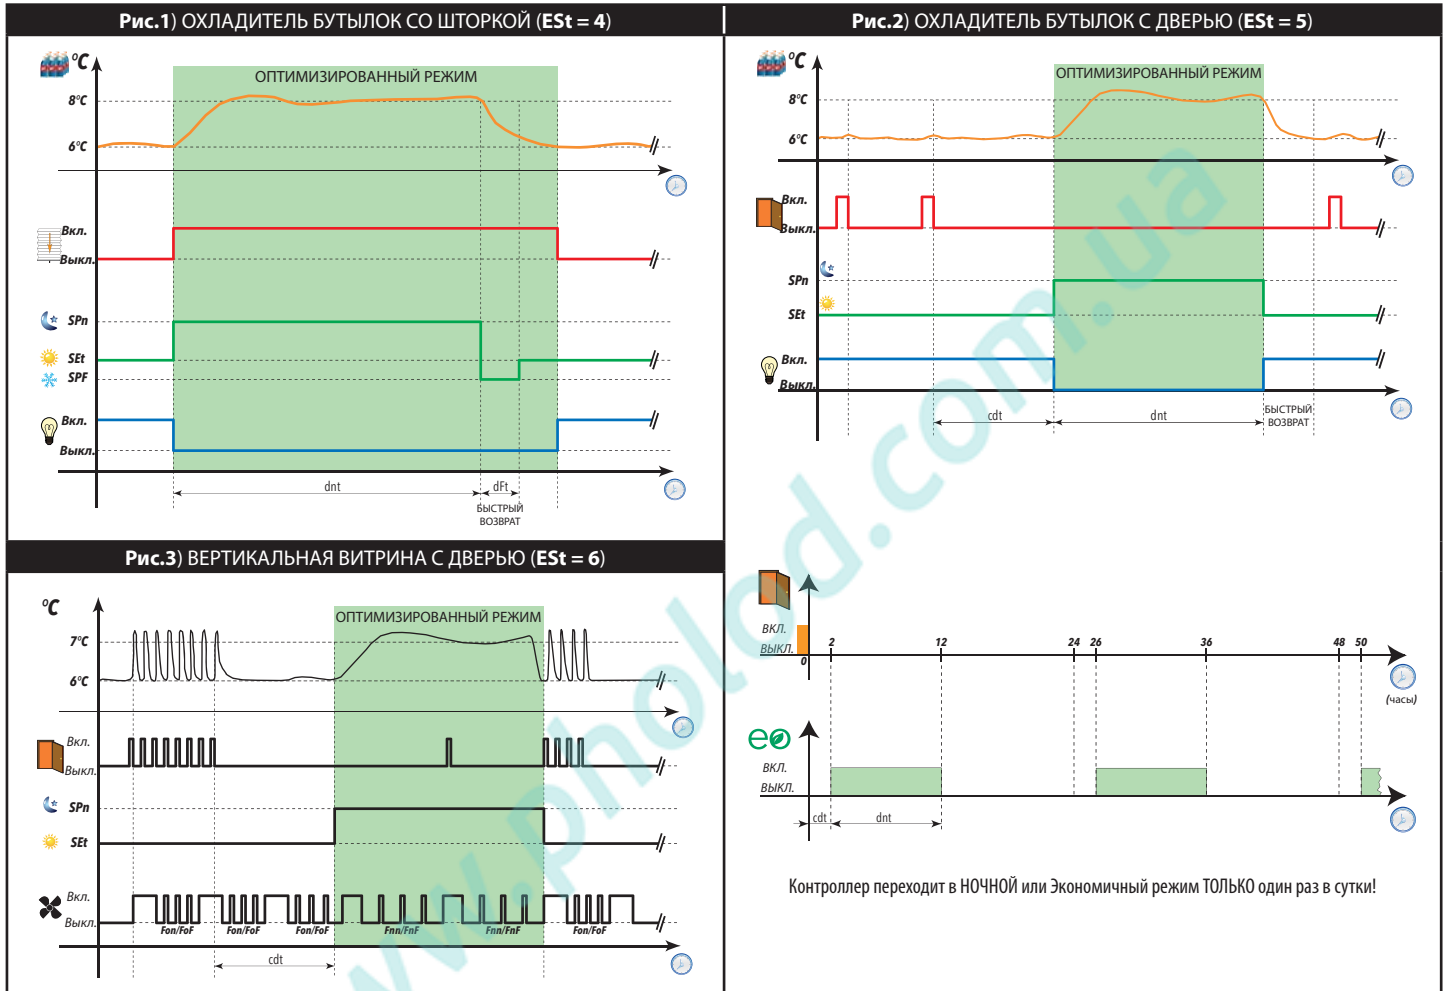 Рис.1) ОХЛАДИТЕЛЬ БУТЫЛОК СО ШТОРКОЙ (ESt = 4)
°C
ОПТИМИЗИРОВАННЫЙ РЕЖИМ
8°C
6°C
Вкл.
Выкл.
SPn
SEt
SPF
Вкл.
Выкл.
dnt
dFt
БЫСТРЫЙ
ВОЗВРАТ
Рис.2) ОХЛАДИТЕЛЬ БУТЫЛОК С ДВЕРЬЮ (ESt = 5)
°C
ОПТИМИЗИРОВАННЫЙ РЕЖИМ
8°C
6°C
Вкл.
Выкл.
SPn
SEt
Вкл.
Выкл.
cdt
dnt
БЫСТРЫЙ
ВОЗВРАТ
Рис.3) ВЕРТИКАЛЬНАЯ ВИТРИНА С ДВЕРЬЮ (ESt = 6)
°C
ОПТИМИЗИРОВАННЫЙ РЕЖИМ
7°C
6°C
Вкл.
Выкл.
SPn
SEt
Вкл.
Выкл.
Fon/FoF Fon/FoF Fon/FoF Fnn/FnF Fnn/FnF Fon/FoF
cdt
ВКЛ.
ВЫКЛ.
0 2 12 24 26 36 48 50
(часы)
eo
ВКЛ.
ВЫКЛ.
cdt dnt
Контроллер переходит в НОЧНОЙ или Экономичный режим ТОЛЬКО один раз в сутки!
www.pholod.com.ua